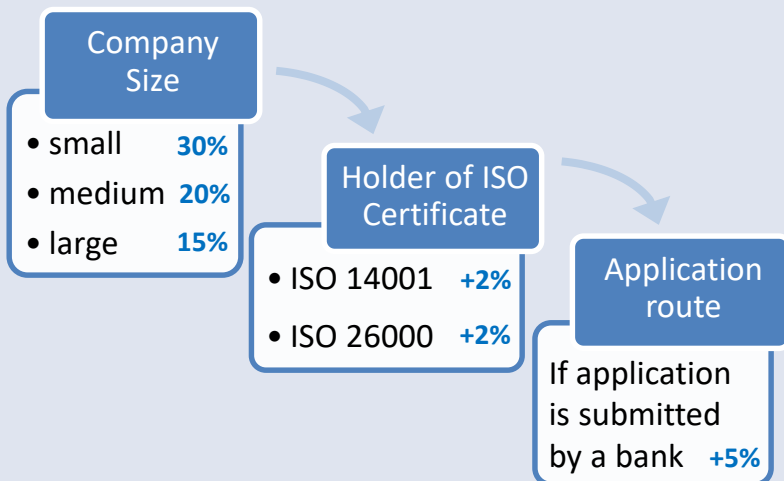 Company
Size
• small 30%
• medium 20%
• large 15%
Holder of ISO
Certificate
• ISO 14001 +2%
• ISO 26000 +2%
Application
route
If application
is submitted
by a bank +5%